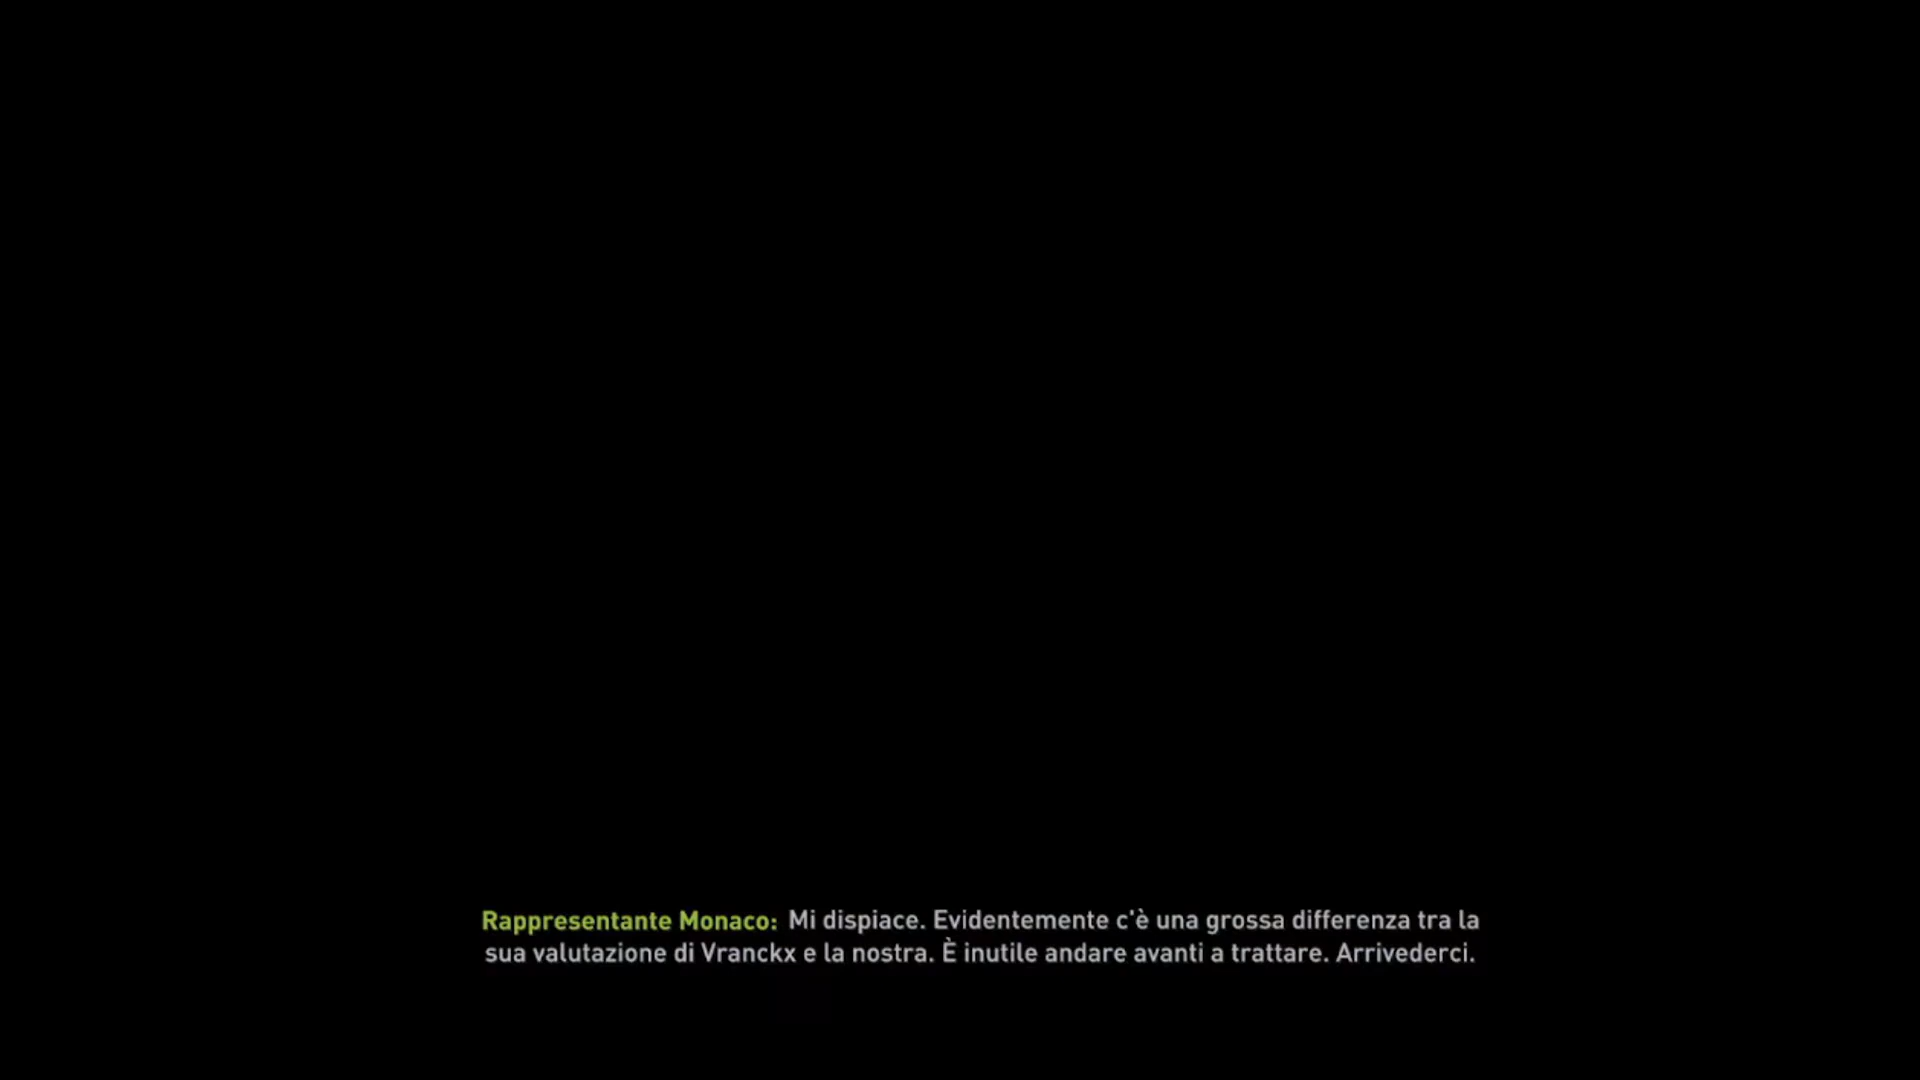 Rappresentante Monaco: Mi dispiace. Evidentemente c'è una grossa differenza tra la
sua valutazione di Vranckx e la nostra. È inutile andare avanti a trattare. Arrivederci.